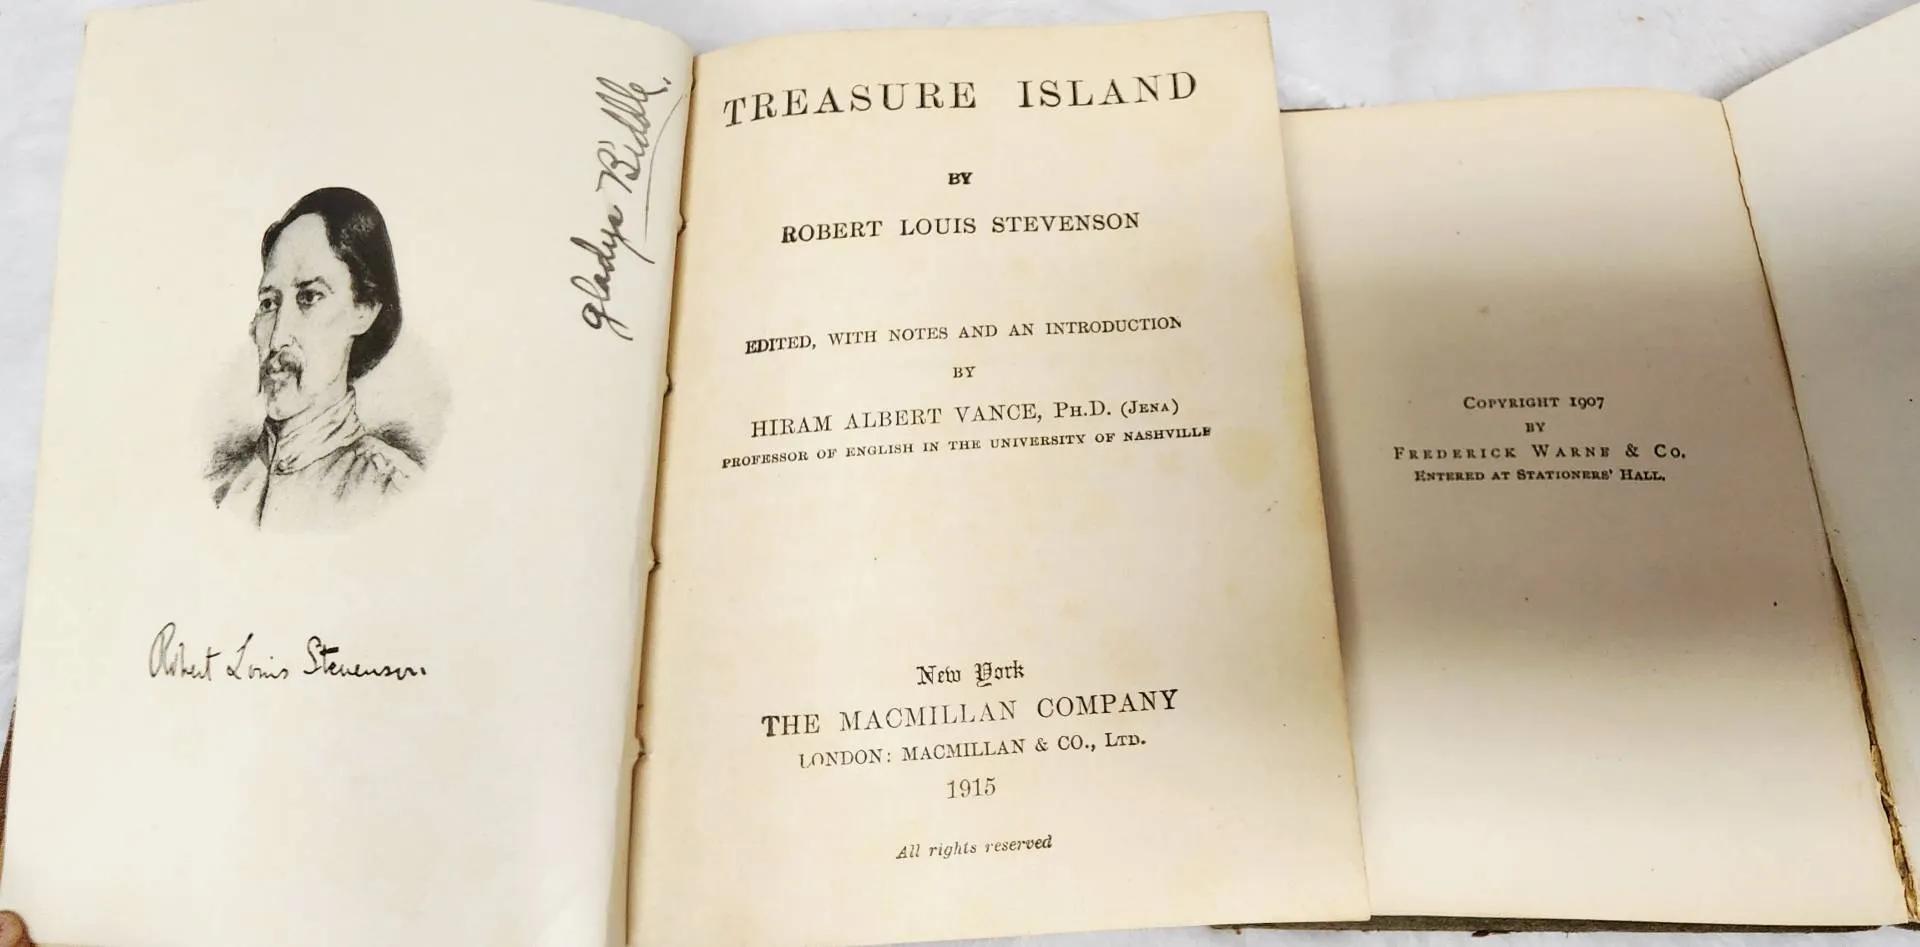 Gladys Biddle.
Robert Louis Stevenson.
TREASURE ISLAND
BY
ROBERT LOUIS STEVENSON
EDITED, WITH NOTES AND AN INTRODUCTION
BY
HIRAM ALBERT VANCE, PH.D. (JENA)
PROFESSOR OF ENGLISH IN THE UNIVERSITY OF NASHVILLE
New York
THE MACMILLAN COMPANY
LONDON: MACMILLAN & CO., LTD.
1915
All rights reserved
COPYRIGHT 1907
BY
FREDERICK WARNE & CO.
ENTERED AT STATIONERS' HALL.